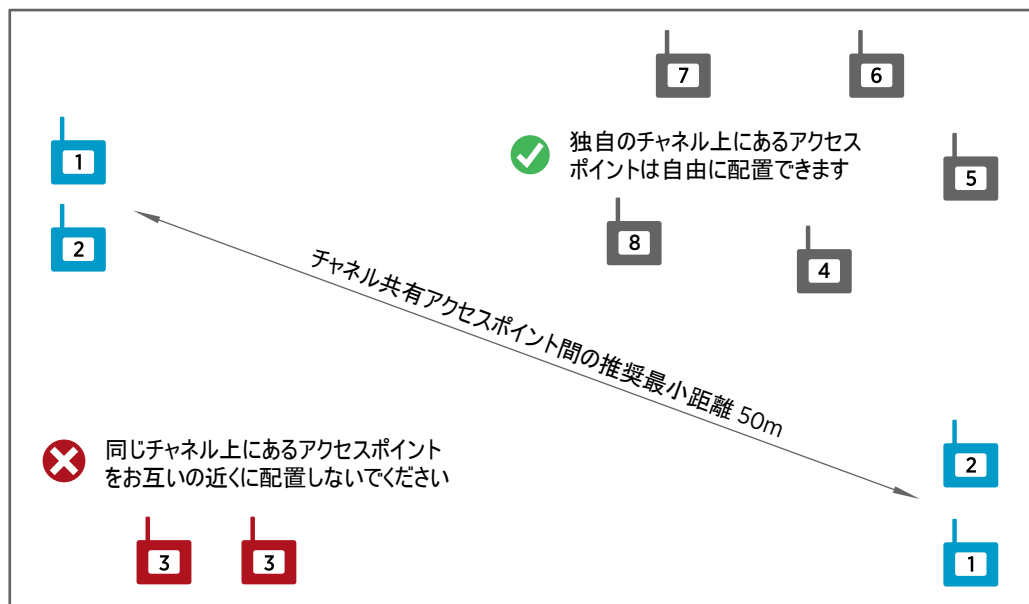 7
6
1
独自のチャネル上にあるアクセス
ポイントは自由に配置できます
5
2
8
4
チャネル共有アクセスポイント間の推奨最小距離 50m
同じチャネル上にあるアクセスポイント
をお互いの近くに配置しないでください
2
3
3
1